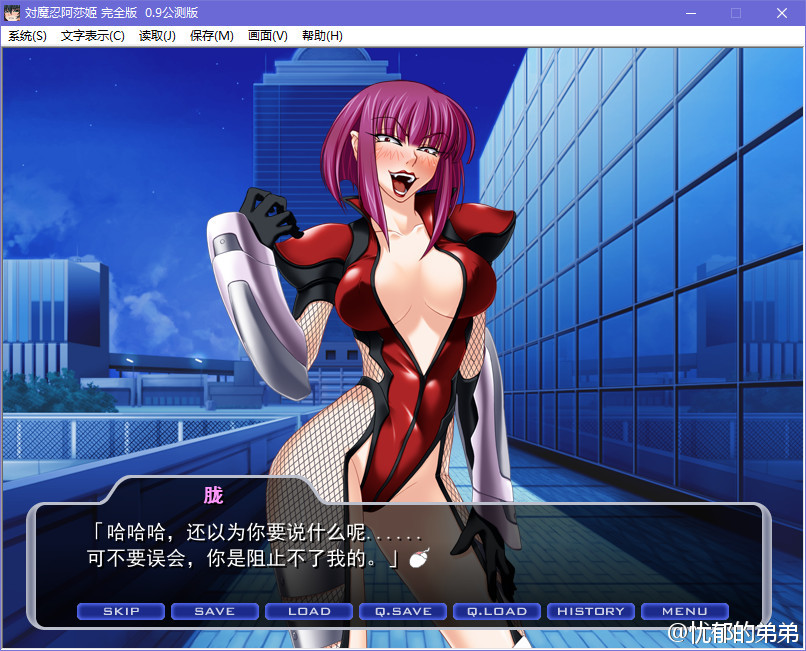 対魔忍阿莎姬 完全版 0.9公测版
系统(S) 文字表示(C) 读取(J) 保存(M) 画面(V) 帮助(H)
胧
「哈哈哈，还以为你要说什么呢......
可不要误会，你是阻止不了我的。」
SKIP SAVE LOAD Q.SAVE Q.LOAD HISTORY MENU
@忧郁的弟弟